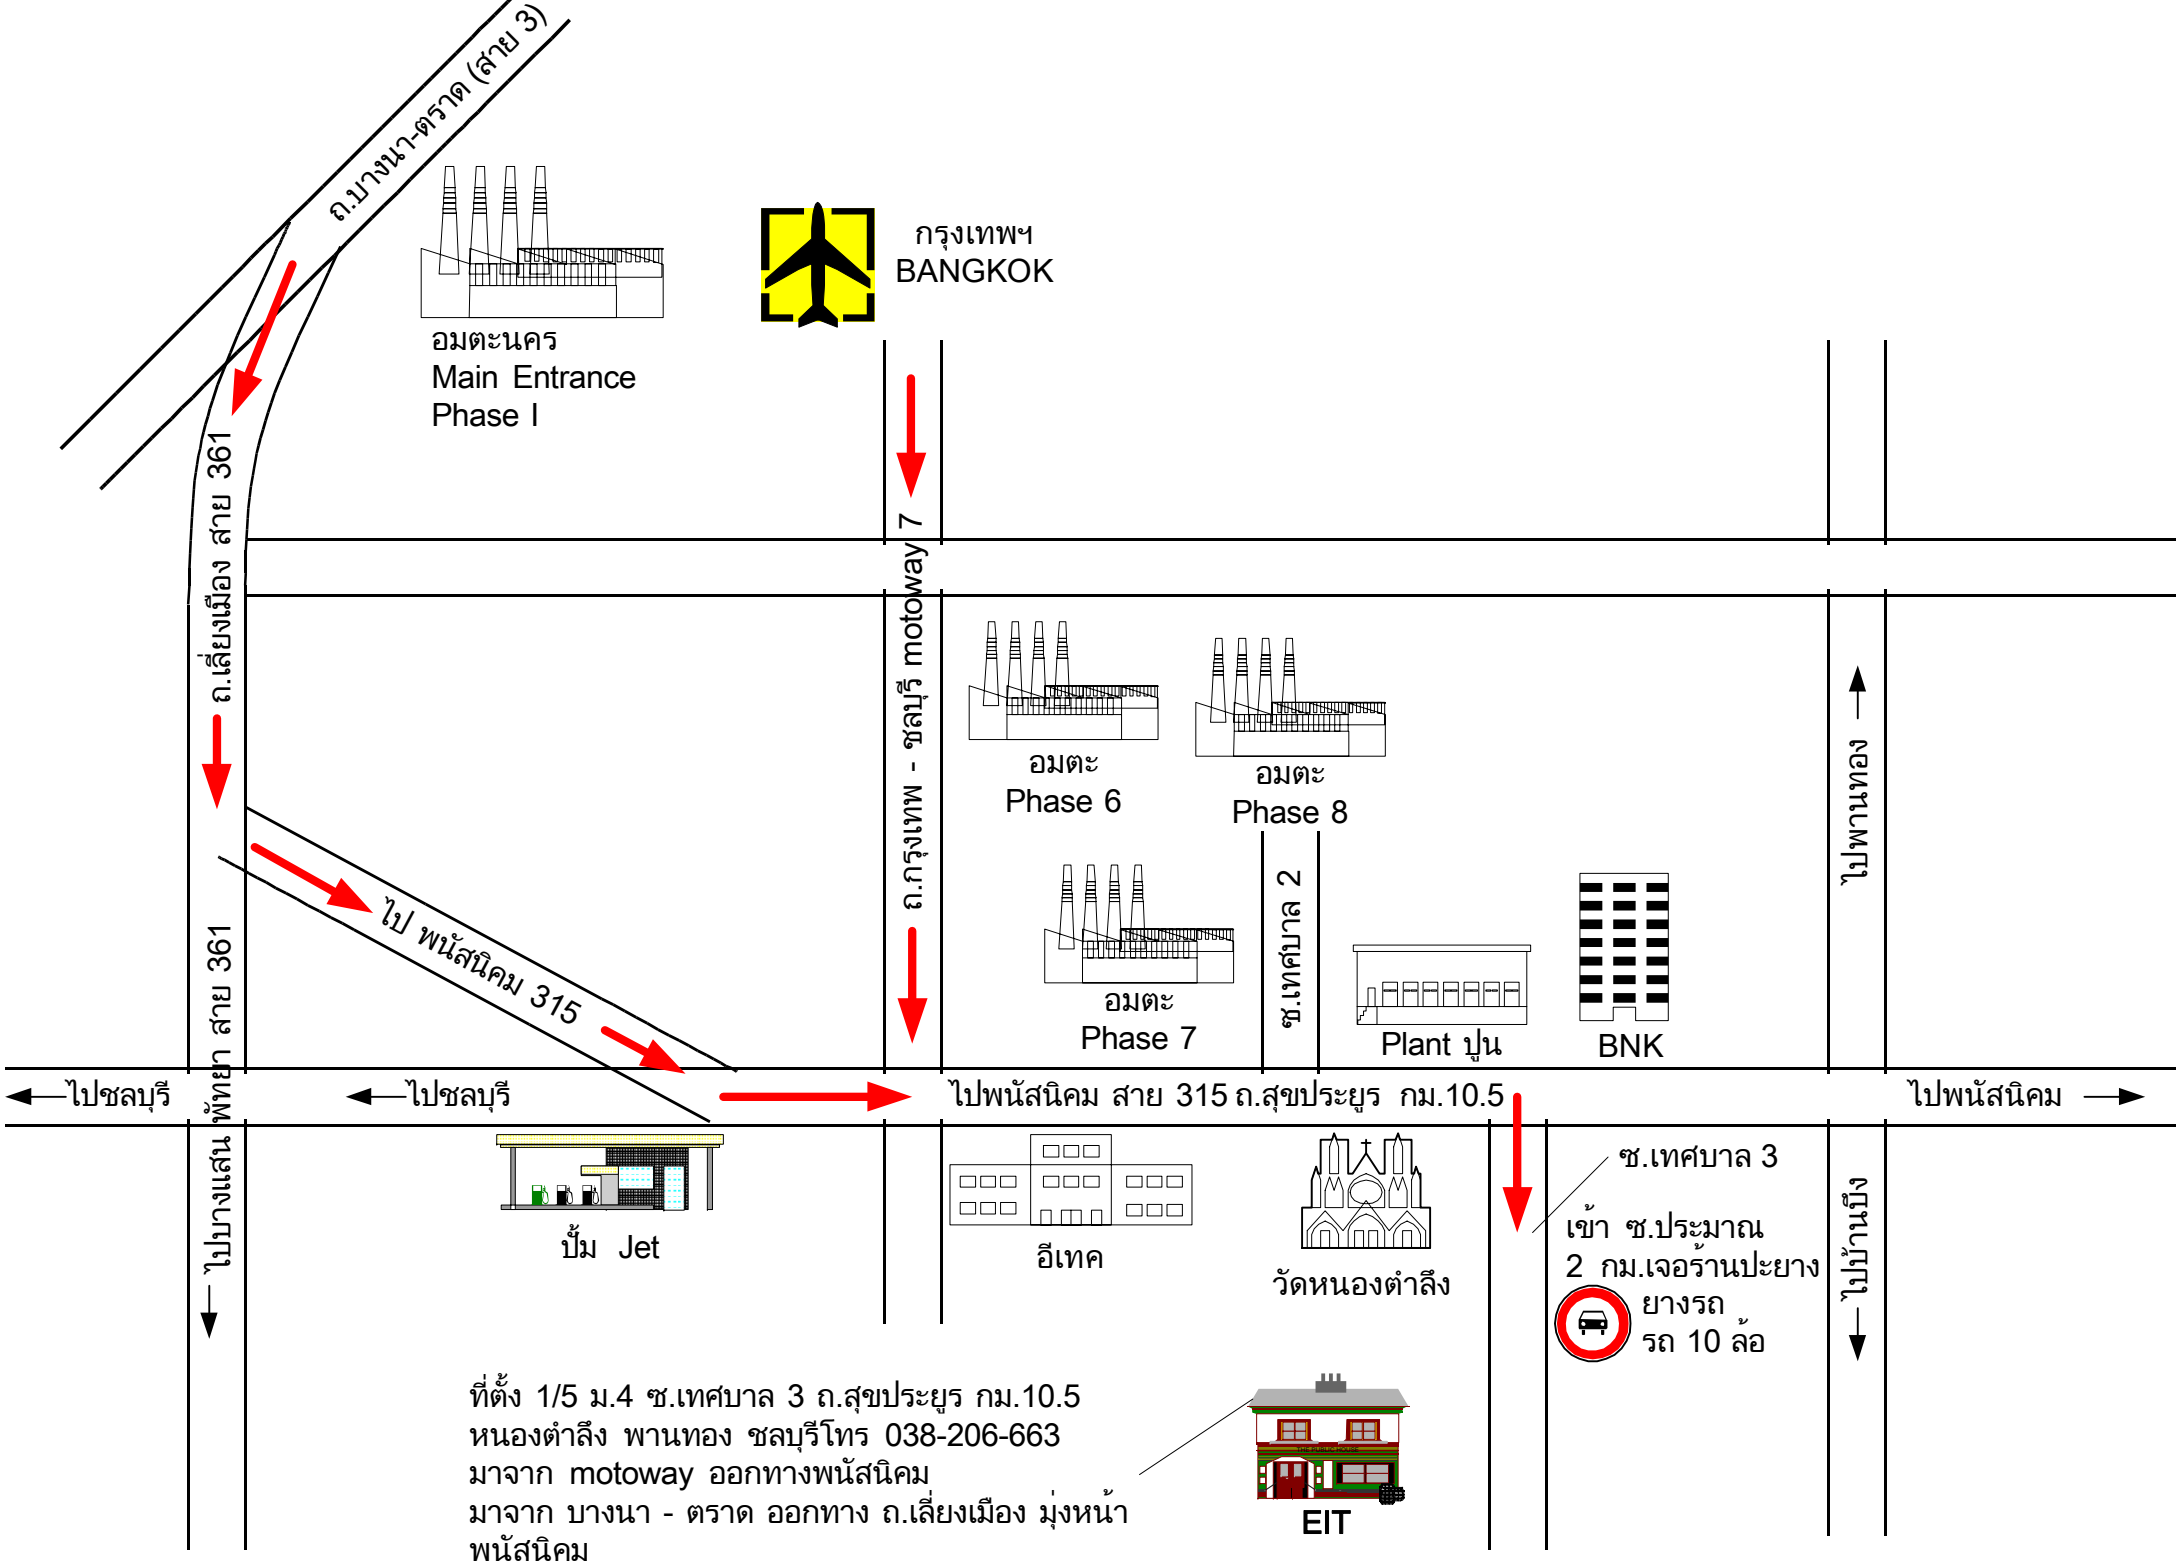 ถ.บางนา-ตราด (สาย 3)
กรุงเทพฯ
BANGKOK
อมตะนคร
Main Entrance
Phase I
ถ.เลี่ยงเมือง สาย 361
ถ.กรุงเทพ - ชลบุรี motoway 7
อมตะ
Phase 6
อมตะ
Phase 8
ไปพานทอง
ไป พนัสนิคม 315
ซ.เทศบาล 2
อมตะ
Phase 7
Plant ปูน
BNK
ไปบางแสน พัทยา สาย 361
ไปชลบุรี
ไปชลบุรี
ไปพนัสนิคม สาย 315 ถ.สุขประยูร กม.10.5
ไปพนัสนิคม
ปั้ม Jet
อีเทค
วัดหนองตำลึง
ซ.เทศบาล 3
เข้า ซ.ประมาณ
2 กม.เจอร้านปะยาง
ยางรถ
รถ 10 ล้อ
ไปบ้านบึง
ที่ตั้ง 1/5 ม.4 ซ.เทศบาล 3 ถ.สุขประยูร กม.10.5
หนองตำลึง พานทอง ชลบุรีโทร 038-206-663
มาจาก motoway ออกทางพนัสนิคม
มาจาก บางนา - ตราด ออกทาง ถ.เลี่ยงเมือง มุ่งหน้า
พนัสนิคม
THE PUBLIC HOUSE
EIT